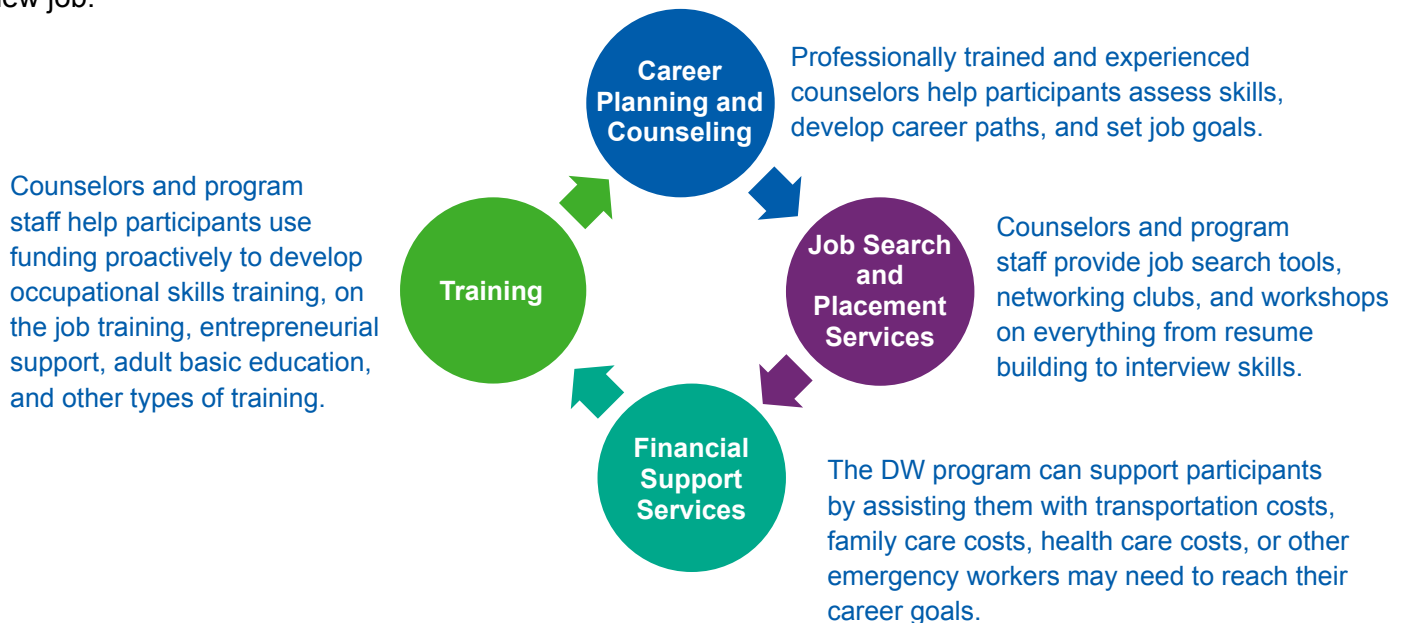 new job.
Career
Planning and
Counseling
Professionally trained and experienced
counselors help participants assess skills,
develop career paths, and set job goals.
Job Search
and
Placement
Services
Counselors and program
staff provide job search tools,
networking clubs, and workshops
on everything from resume
building to interview skills.
Financial
Support
Services
The DW program can support participants
by assisting them with transportation costs,
family care costs, health care costs, or other
emergency workers may need to reach their
career goals.
Training
Counselors and program
staff help participants use
funding proactively to develop
occupational skills training, on
the job training, entrepreneurial
support, adult basic education,
and other types of training.